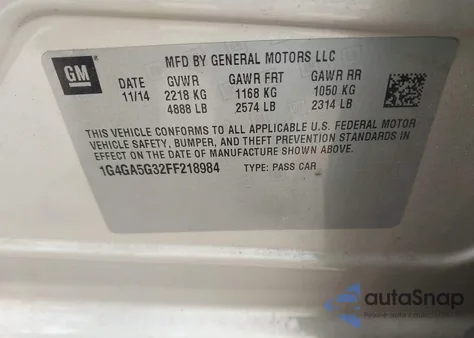 GM
MFD BY GENERAL MOTORS LLC
DATE GVWR GAWR FRT GAWR RR
11/14 2218 KG 1168 KG 1050 KG
4888 LB 2574 LB 2314 LB
THIS VEHICLE CONFORMS TO ALL APPLICABLE U.S. FEDERAL MOTOR
VEHICLE SAFETY, BUMPER, AND THEFT PREVENTION STANDARDS IN
EFFECT ON THE DATE OF MANUFACTURE SHOWN ABOVE.
1G4GA5G32FF218984 TYPE: PASS CAR
autoSnap